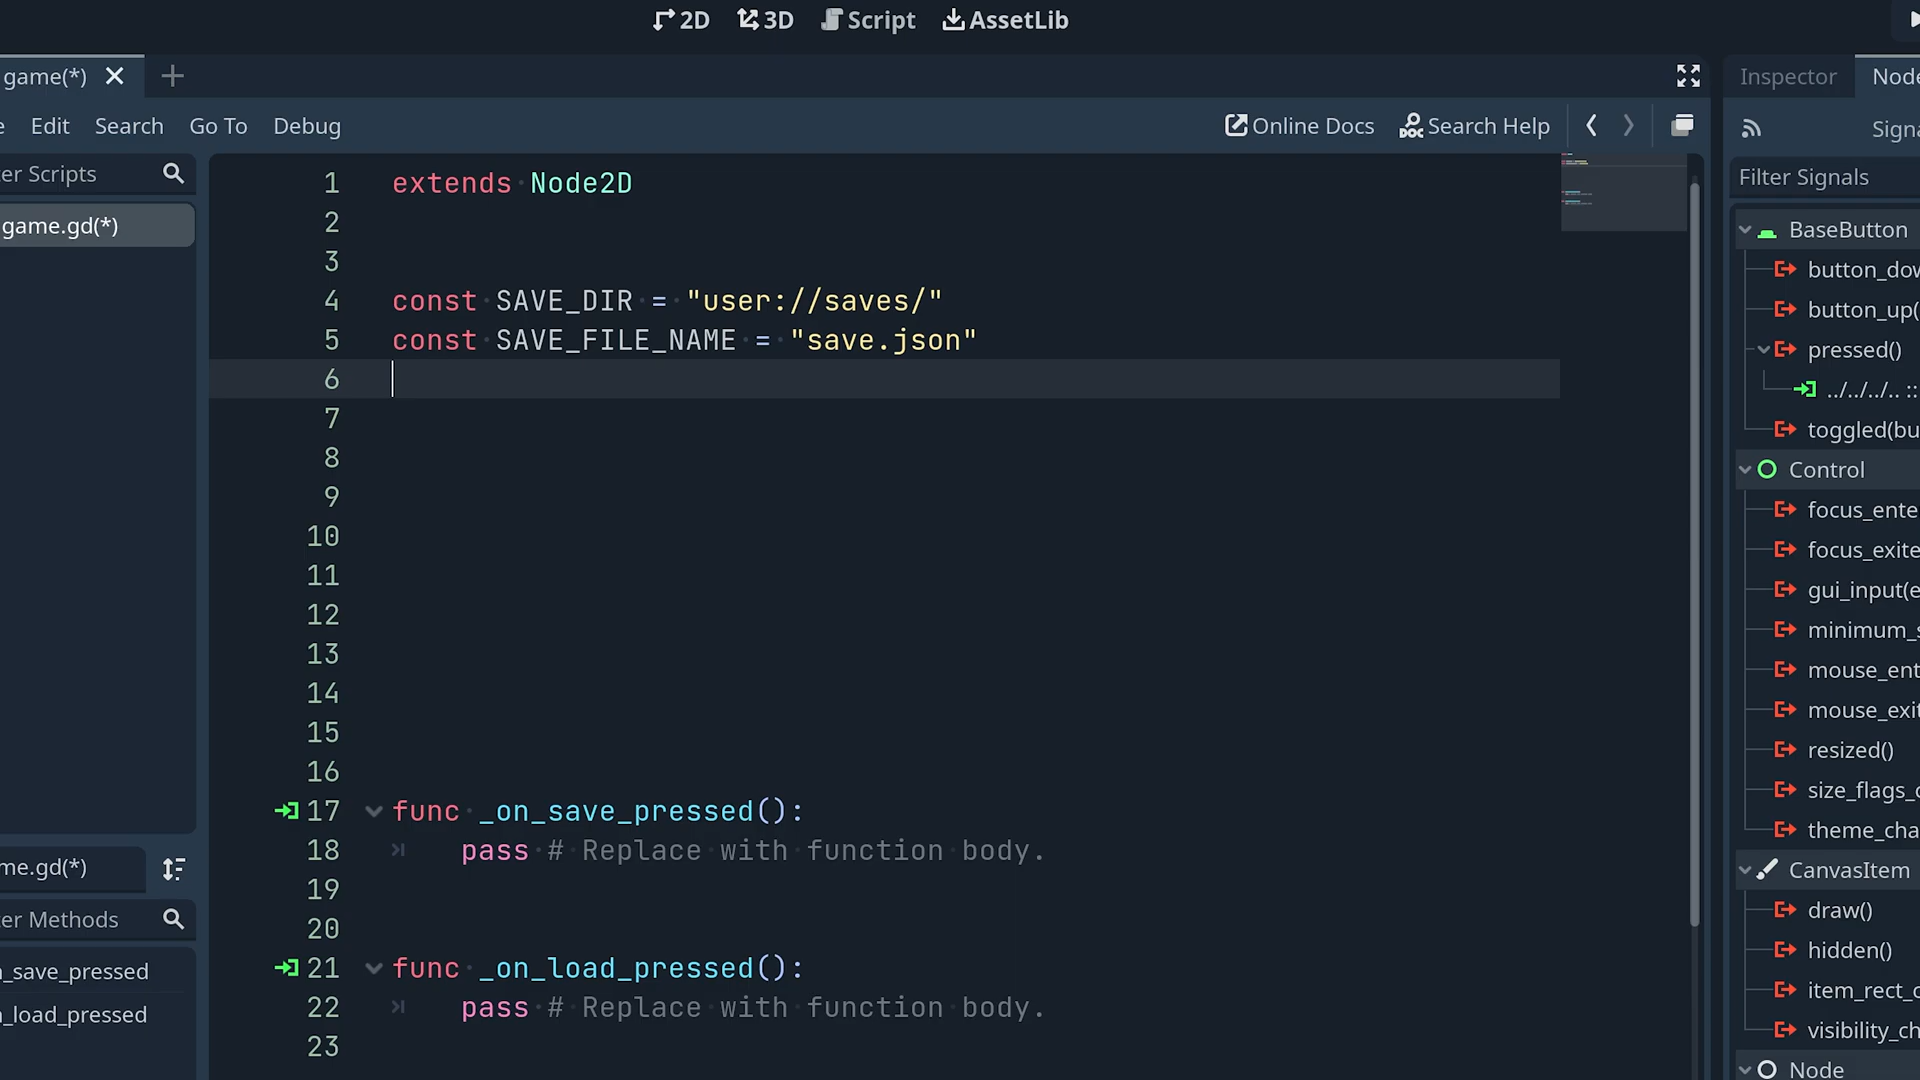 2D 3D Script AssetLib
game(*)
Inspector Node
Edit Search Go To Debug Online Docs Search Help
Signa
er Scripts
Filter Signals
game.gd(*)
1 extends Node2D
2
3
4 const SAVE_DIR = "user://saves/"
5 const SAVE_FILE_NAME = "save.json"
6
7
8
9
10
11
12
13
14
15
16
17 func _on_save_pressed():
18 pass # Replace with function body.
19
20
21 func _on_load_pressed():
22 pass # Replace with function body.
23
me.gd(*)
er Methods
_save_pressed
_load_pressed
BaseButton
button_dow
button_up(
pressed()
../../../.. ::
toggled(bu
Control
focus_ente
focus_exite
gui_input(e
minimum_s
mouse_ent
mouse_exit
resized()
size_flags_c
theme_cha
CanvasItem
draw()
hidden()
item_rect_c
visibility_ch
Node